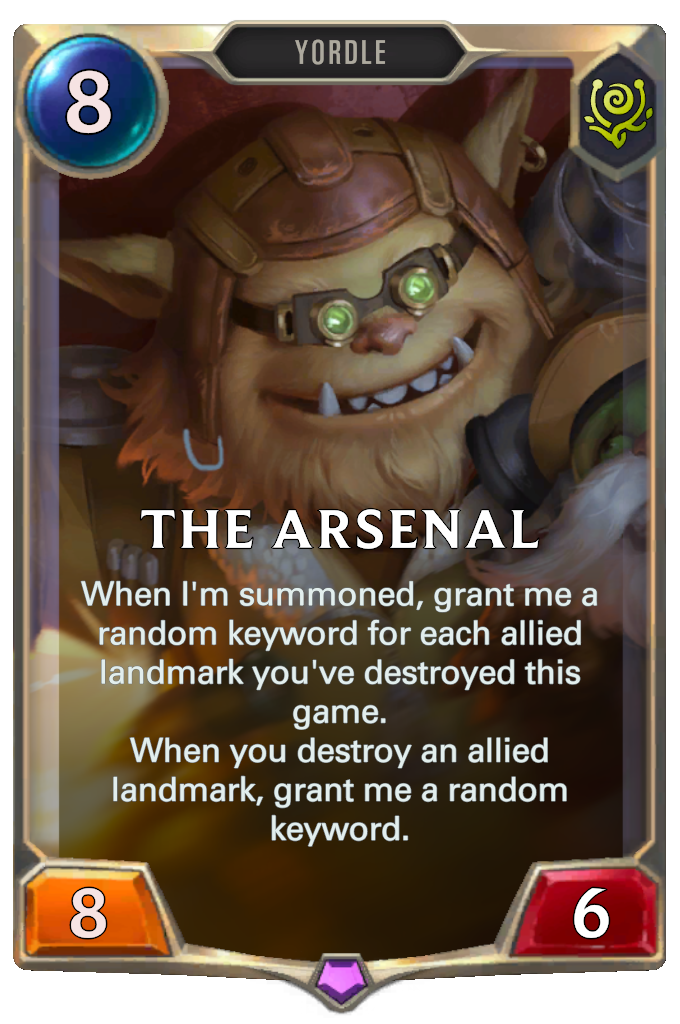 YORDLE
8
THE ARSENAL
When I'm summoned, grant me a
random keyword for each allied
landmark you've destroyed this
game.
When you destroy an allied
landmark, grant me a random
keyword.
8
6